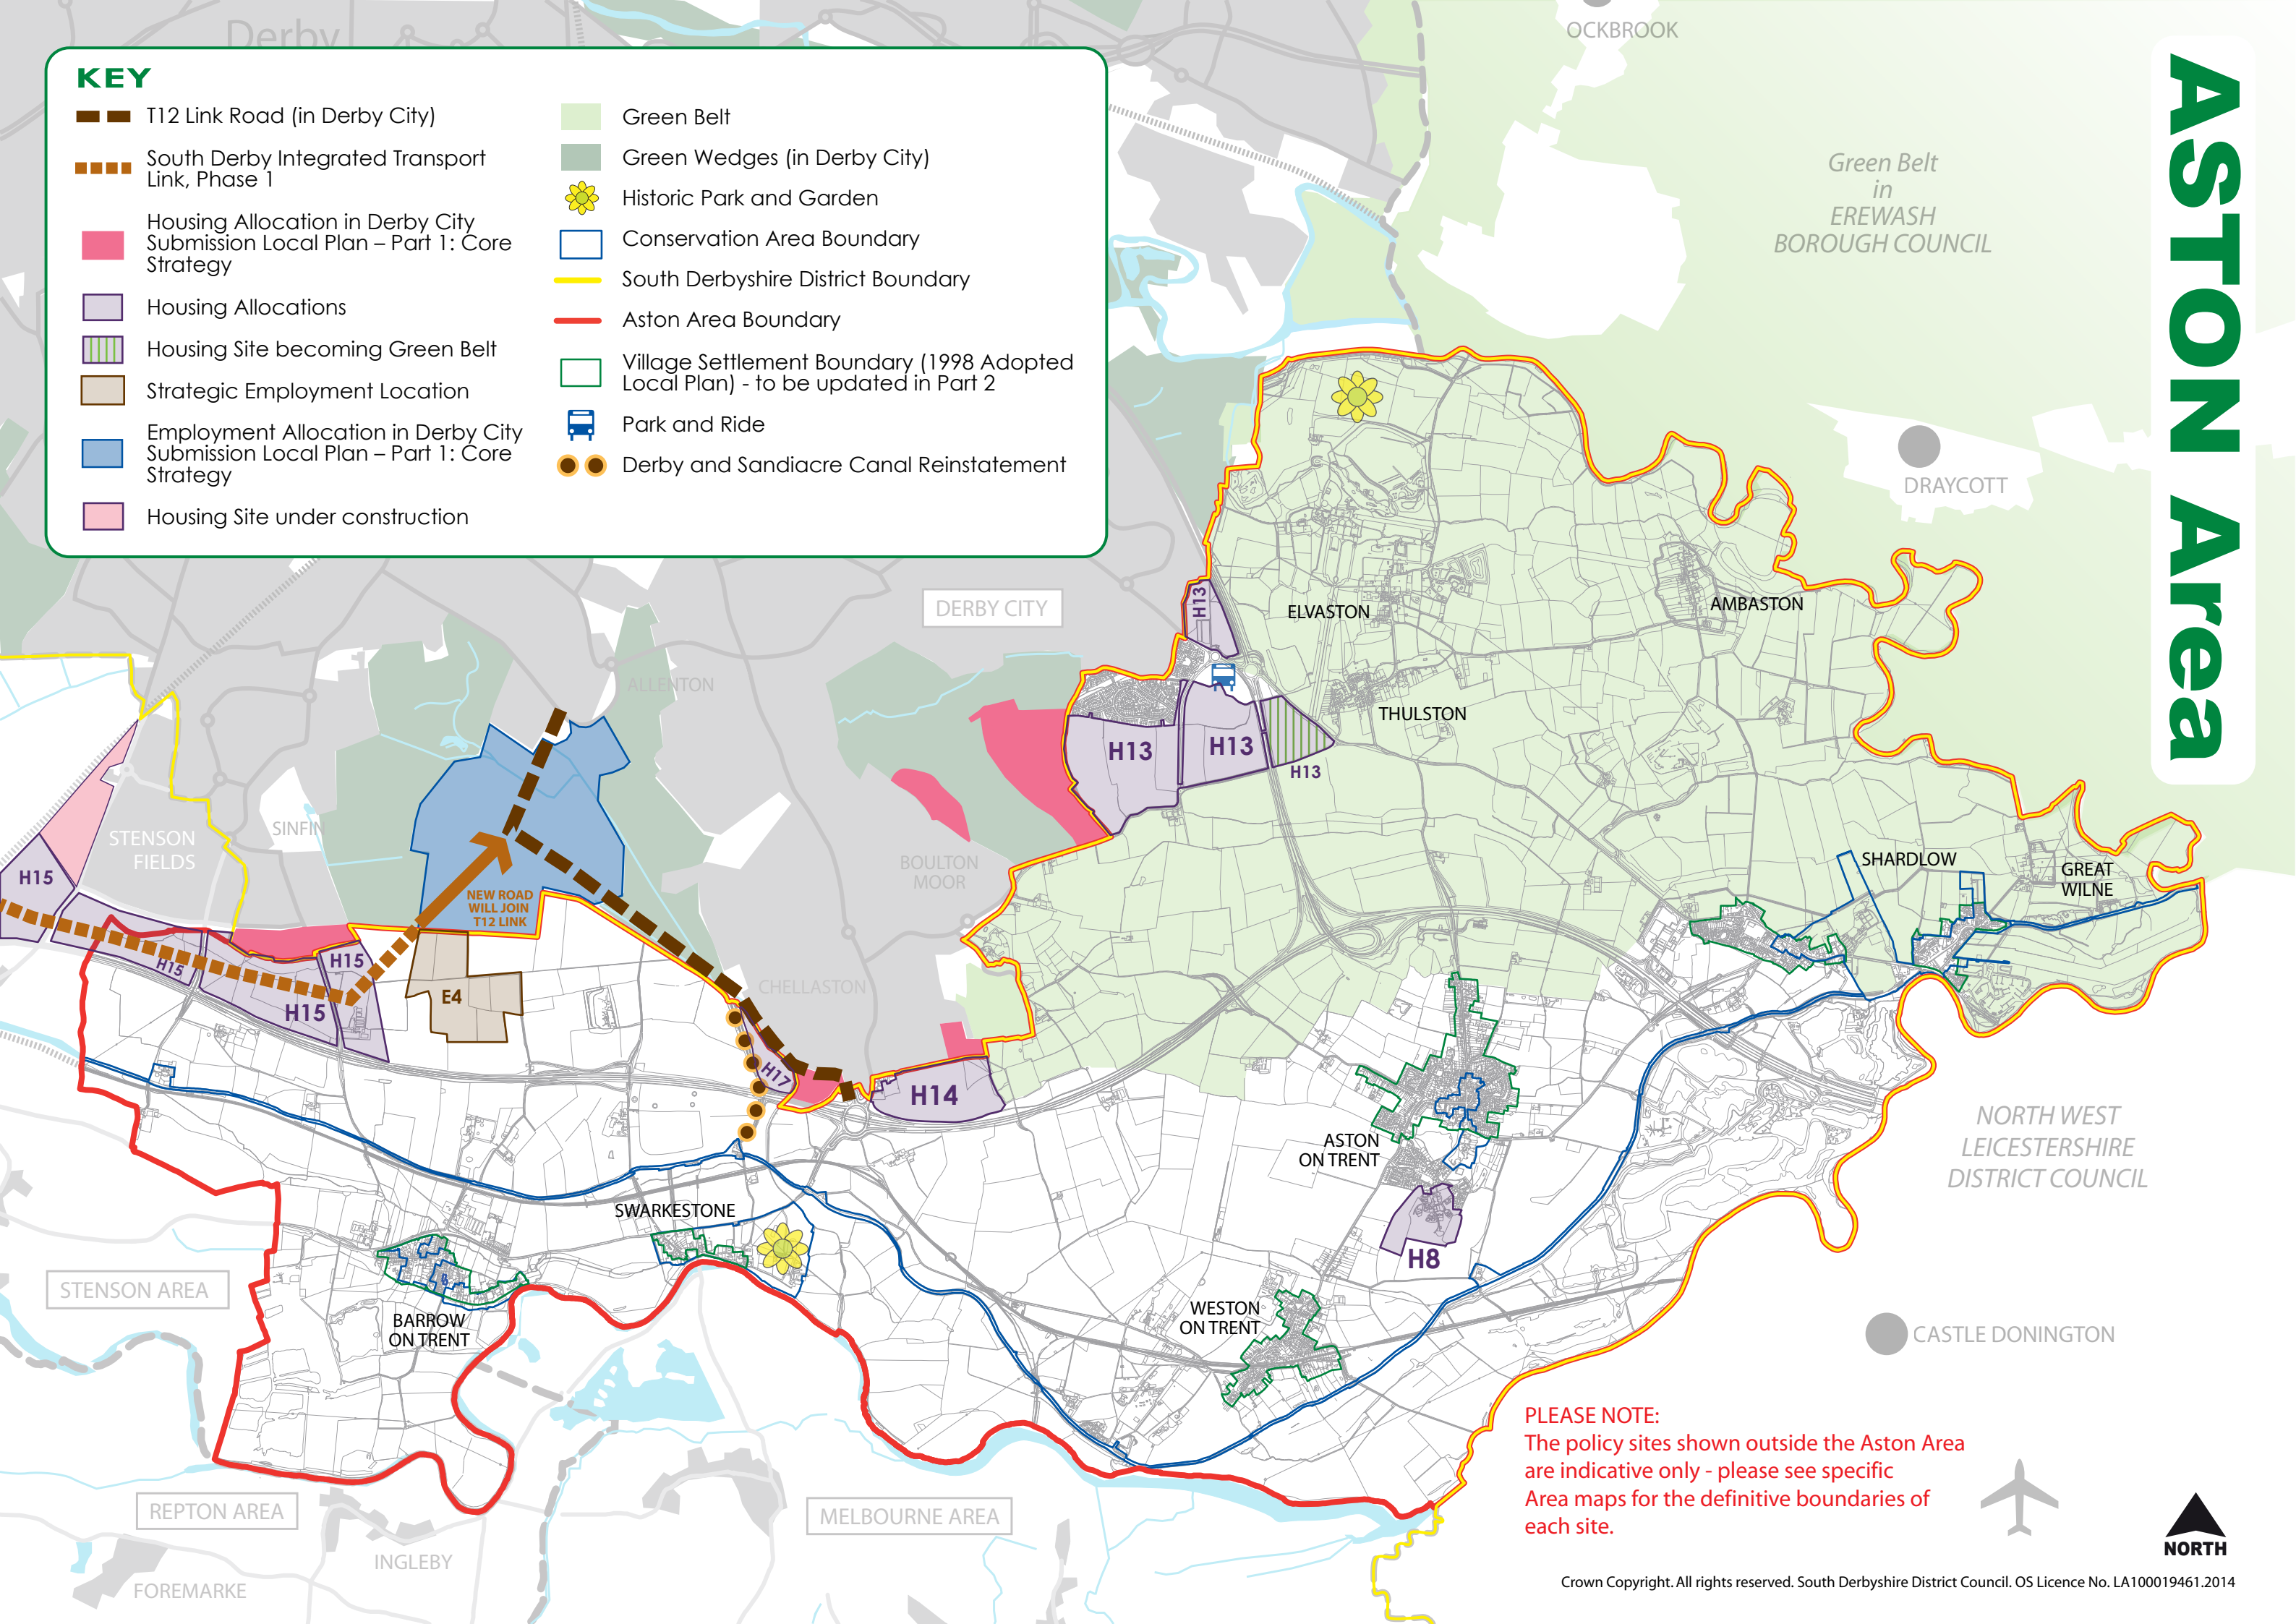 Derby
KEY
T12 Link Road (in Derby City)
South Derby Integrated Transport
Link, Phase 1
Housing Allocation in Derby City
Submission Local Plan – Part 1: Core
Strategy
Housing Allocations
Housing Site becoming Green Belt
Strategic Employment Location
Employment Allocation in Derby City
Submission Local Plan – Part 1: Core
Strategy
Housing Site under construction
Green Belt
Green Wedges (in Derby City)
Historic Park and Garden
Conservation Area Boundary
South Derbyshire District Boundary
Aston Area Boundary
Village Settlement Boundary (1998 Adopted
Local Plan) - to be updated in Part 2
Park and Ride
Derby and Sandiacre Canal Reinstatement
ASTON Area
OCKBROOK
Green Belt
in
EREWASH
BOROUGH COUNCIL
DRAYCOTT
DERBY CITY
H13
ELVASTON
AMBASTON
ALLENTON
THULSTON
H13
H13
H13
SINFIN
STENSON
FIELDS
BOULTON
MOOR
SHARDLOW
GREAT
WILNE
H15
NEW ROAD
WILL JOIN
T12 LINK
H15
H15
H15
E4
CHELLASTON
H17
H14
ASTON
ON TRENT
NORTH WEST
LEICESTERSHIRE
DISTRICT COUNCIL
SWARKESTONE
H8
STENSON AREA
BARROW
ON TRENT
WESTON
ON TRENT
CASTLE DONINGTON
PLEASE NOTE:
The policy sites shown outside the Aston Area
are indicative only - please see specific
Area maps for the definitive boundaries of
each site.
REPTON AREA
MELBOURNE AREA
INGLEBY
FOREMARKE
NORTH
Crown Copyright. All rights reserved. South Derbyshire District Council. OS Licence No. LA100019461.2014